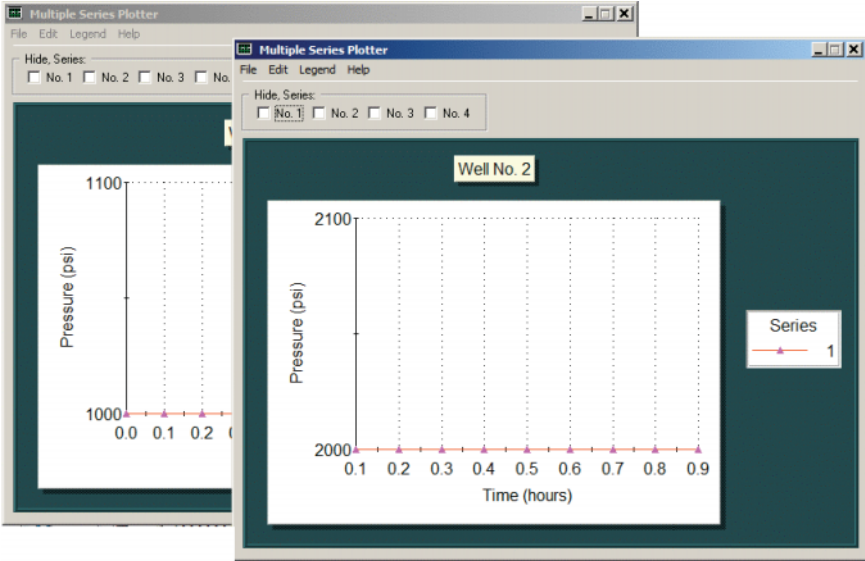 Multiple Series Plotter
File Edit Legend Help
Hide, Series:
No. 1 No. 2 No. 3 No.
1100
Pressure (psi)
1000
0.0 0.1 0.2
Multiple Series Plotter
File Edit Legend Help
Hide, Series:
No. 1 No. 2 No. 3 No. 4
Well No. 2
2100
Pressure (psi)
2000
0.1 0.2 0.3 0.4 0.5 0.6 0.7 0.8 0.9
Time (hours)
Series
1